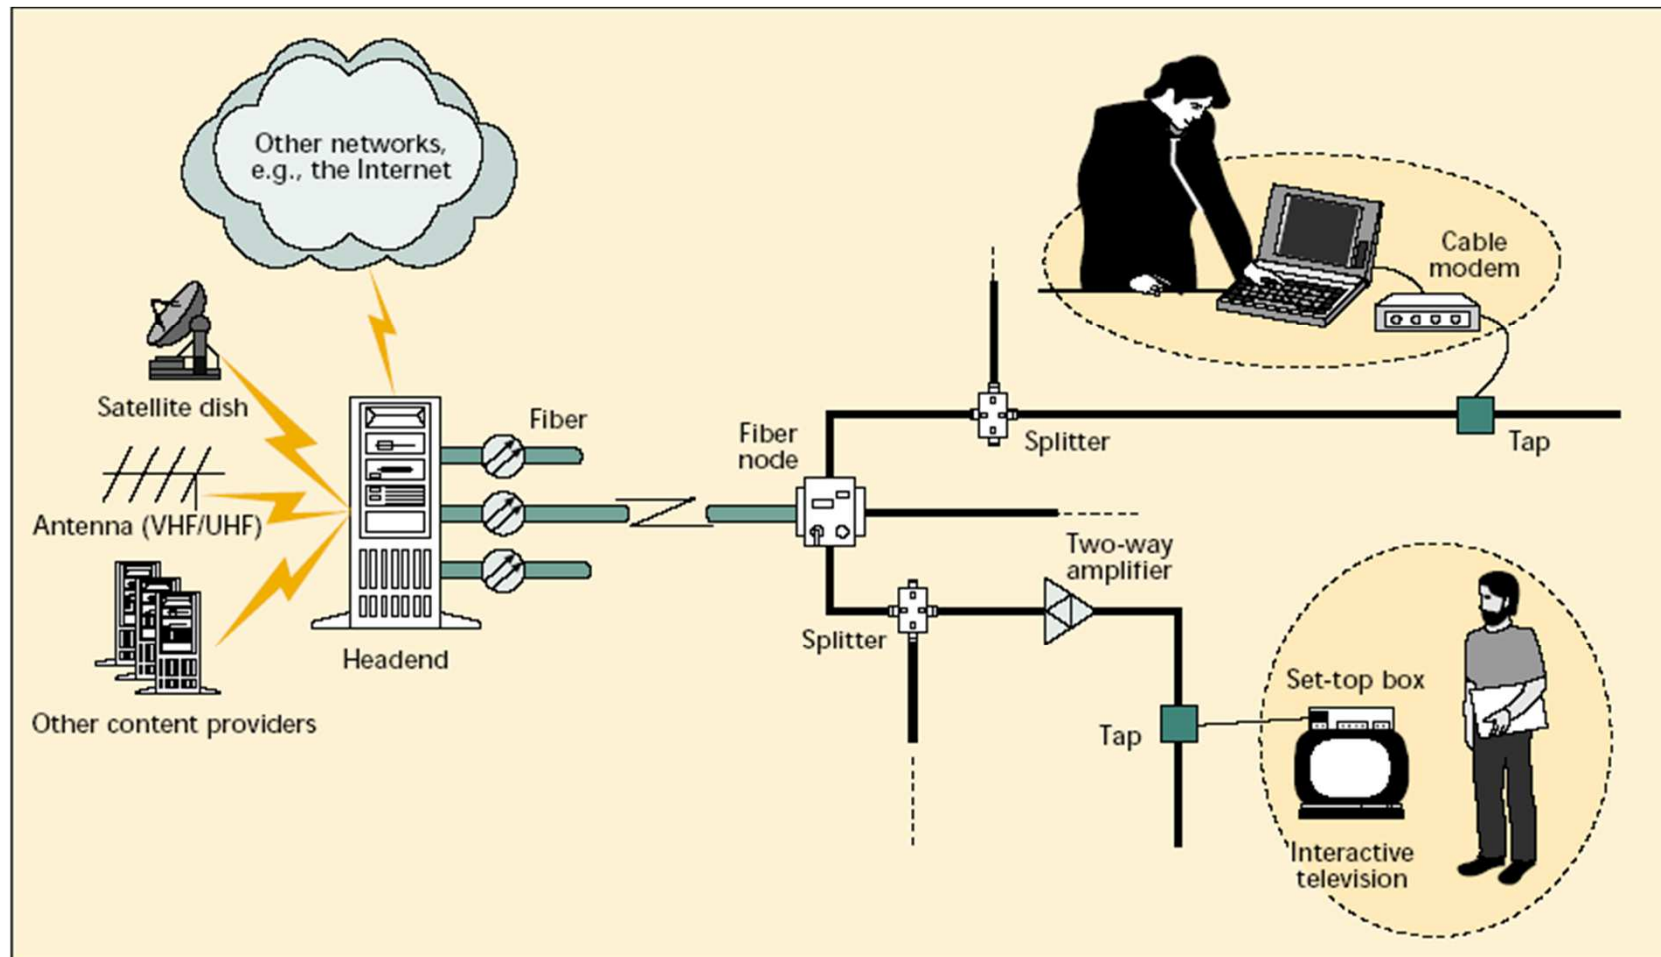 Other networks,
e.g., the Internet
Satellite dish
Antenna (VHF/UHF)
Other content providers
Headend
Fiber
Fiber
node
Splitter
Cable
modem
Tap
Two-way
amplifier
Splitter
Tap
Set-top box
Interactive
television